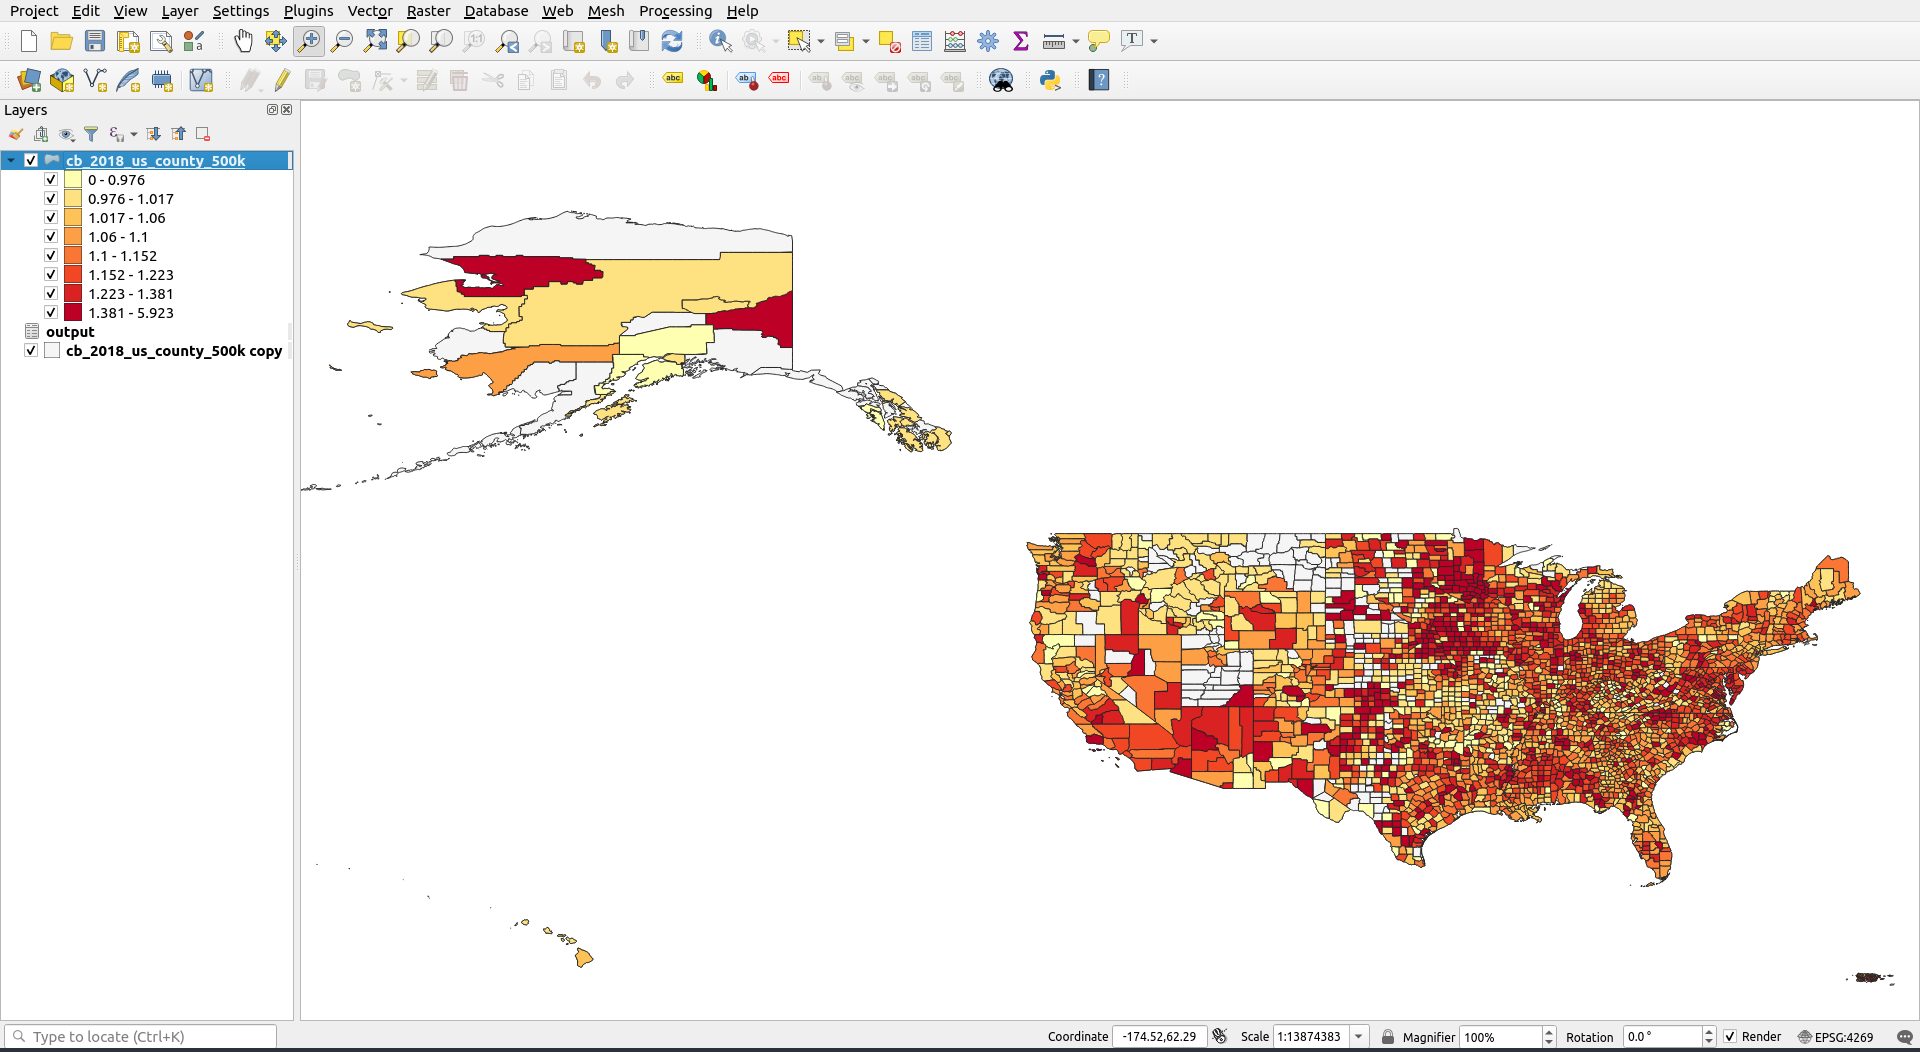 Project Edit View Layer Settings Plugins Vector Raster Database Web Mesh Processing Help
Layers
cb_2018_us_county_500k
0 - 0.976
0.976 - 1.017
1.017 - 1.06
1.06 - 1.1
1.1 - 1.152
1.152 - 1.223
1.223 - 1.381
1.381 - 5.923
output
cb_2018_us_county_500k copy
Type to locate (Ctrl+K)
Coordinate -174.52,62.29 Scale 1:13874383 Magnifier 100% Rotation 0.0 ° Render EPSG:4269